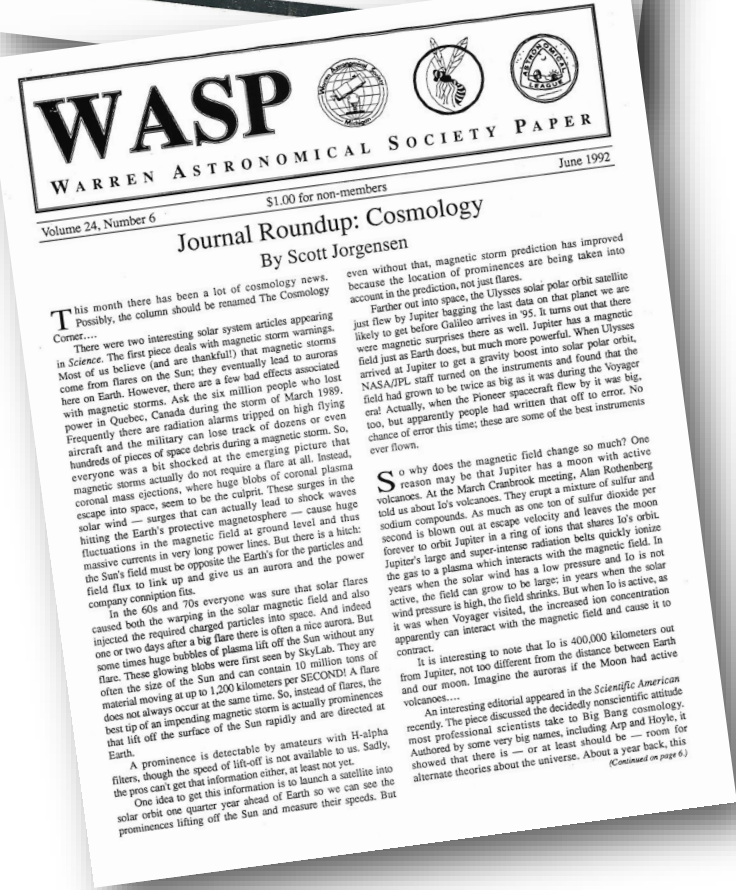 WASP
WARREN ASTRONOMICAL SOCIETY PAPER
Volume 24, Number 6
$1.00 for non-members
June 1992
Journal Roundup: Cosmology
By Scott Jorgensen
This month there has been a lot of cosmology news.
Possibly, the column should be renamed The Cosmology
Corner....
There were two interesting solar system articles appearing
in Science. The first piece deals with magnetic storm warnings.
Most of us believe (and are thankful!) that magnetic storms
come from flares on the Sun; they eventually lead to auroras
here on Earth. However, there are a few bad effects associated
with magnetic storms. Ask the six million people who lost
power in Quebec, Canada during the storm of March 1989.
Frequently there are radiation alarms tripped on high flying
aircraft and the military can lose track of dozens or even
hundreds of pieces of space debris during a magnetic storm. So,
everyone was a bit shocked at the emerging picture that
magnetic storms actually do not require a flare at all. Instead,
coronal mass ejections, where huge blobs of coronal plasma
escape into space, seem to be the culprit. These surges in the
solar wind — surges that can actually lead to shock waves
hitting the Earth's protective magnetosphere — cause huge
fluctuations in the magnetic field at ground level and thus
massive currents in very long power lines. But there is a hitch:
the Sun's field must be opposite the Earth's for the particles and
field flux to link up and give us an aurora and the power
company conniption fits.
In the 60s and 70s everyone was sure that solar flares
caused both the warping in the solar magnetic field and also
injected the required charged particles into space. And indeed
one or two days after a big flare there is often a nice aurora. But
some times huge bubbles of plasma lift off the Sun without any
flare. These glowing blobs were first seen by SkyLab. They are
often the size of the Sun and can contain 10 million tons of
material moving at up to 1,200 kilometers per SECOND! A flare
does not always occur at the same time. So, instead of flares, the
best tip of an impending magnetic storm is actually prominences
that lift off the surface of the Sun rapidly and are directed at
Earth.
A prominence is detectable by amateurs with H-alpha
filters, though the speed of lift-off is not available to us. Sadly,
the pros can't get that information either, at least not yet.
One idea to get this information is to launch a satellite into
solar orbit one quarter year ahead of Earth so we can see the
prominences lifting off the Sun and measure their speeds. But
even without that, magnetic storm prediction has improved
because the location of prominences are being taken into
account in the prediction, not just flares.
Farther out into space, the Ulysses solar polar orbit satellite
just flew by Jupiter bagging the last data on that planet we are
likely to get before Galileo arrives in '95. It turns out that there
were magnetic surprises there as well. Jupiter has a magnetic
field just as Earth does, but much more powerful. When Ulysses
arrived at Jupiter to get a gravity boost into solar polar orbit,
NASA/JPL staff turned on the instruments and found that the
field had grown to be twice as big as it was during the Voyager
era! Actually, when the Pioneer spacecraft flew by it was big,
too, but apparently people had written that off to error. No
chance of error this time; these are some of the best instruments
ever flown.
So why does the magnetic field change so much? One
reason may be that Jupiter has a moon with active
volcanoes. At the March Cranbrook meeting, Alan Rothenberg
told us about Io's volcanoes. They erupt a mixture of sulfur and
sodium compounds. As much as one ton of sulfur dioxide per
second is blown out at escape velocity and leaves the moon
forever to orbit Jupiter in a ring of ions that shares Io's orbit.
Jupiter's large and super-intense radiation belts quickly ionize
the gas to a plasma which interacts with the magnetic field. In
years when the solar wind has a low pressure and Io is not
active, the field can grow to be large; in years when the solar
wind pressure is high, the field shrinks. But when Io is active, as
it was when Voyager visited, the increased ion concentration
apparently can interact with the magnetic field and cause it to
contract.
It is interesting to note that Io is 400,000 kilometers out
from Jupiter, not too different from the distance between Earth
and our moon. Imagine the auroras if the Moon had active
volcanoes....
An interesting editorial appeared in the Scientific American
recently. The piece discussed the decidedly nonscientific attitude
most professional scientists take to Big Bang cosmology.
Authored by some very big names, including Arp and Hoyle, it
showed that there is — or at least should be — room for
alternate theories about the universe. About a year back, this
(Continued on page 6.)